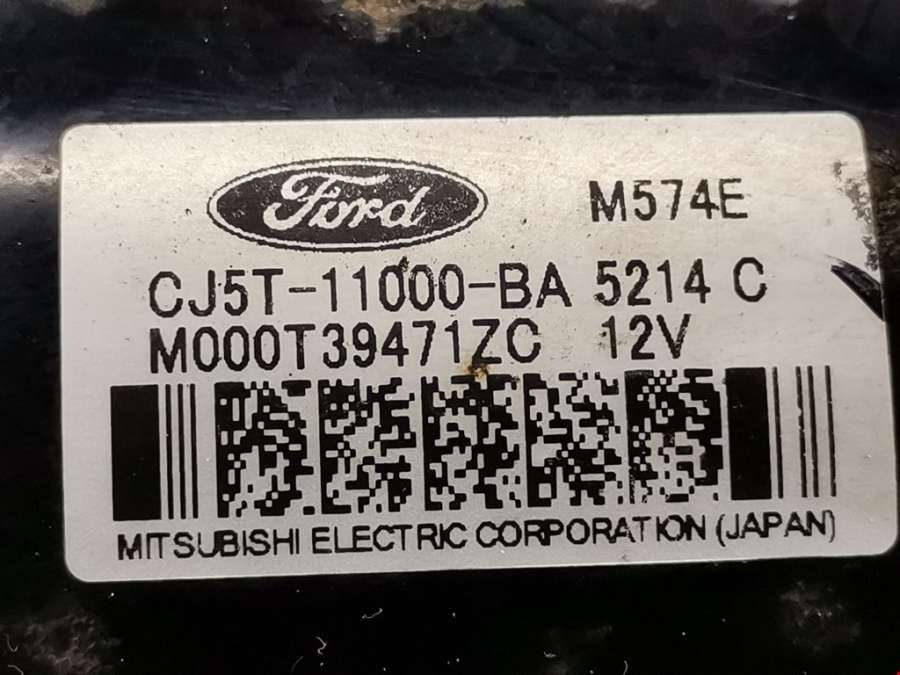 Ford M574E
CJ5T-11000-BA 5214 C
M000T39471ZC 12V
MITSUBISHI ELECTRIC CORPORATION (JAPAN)